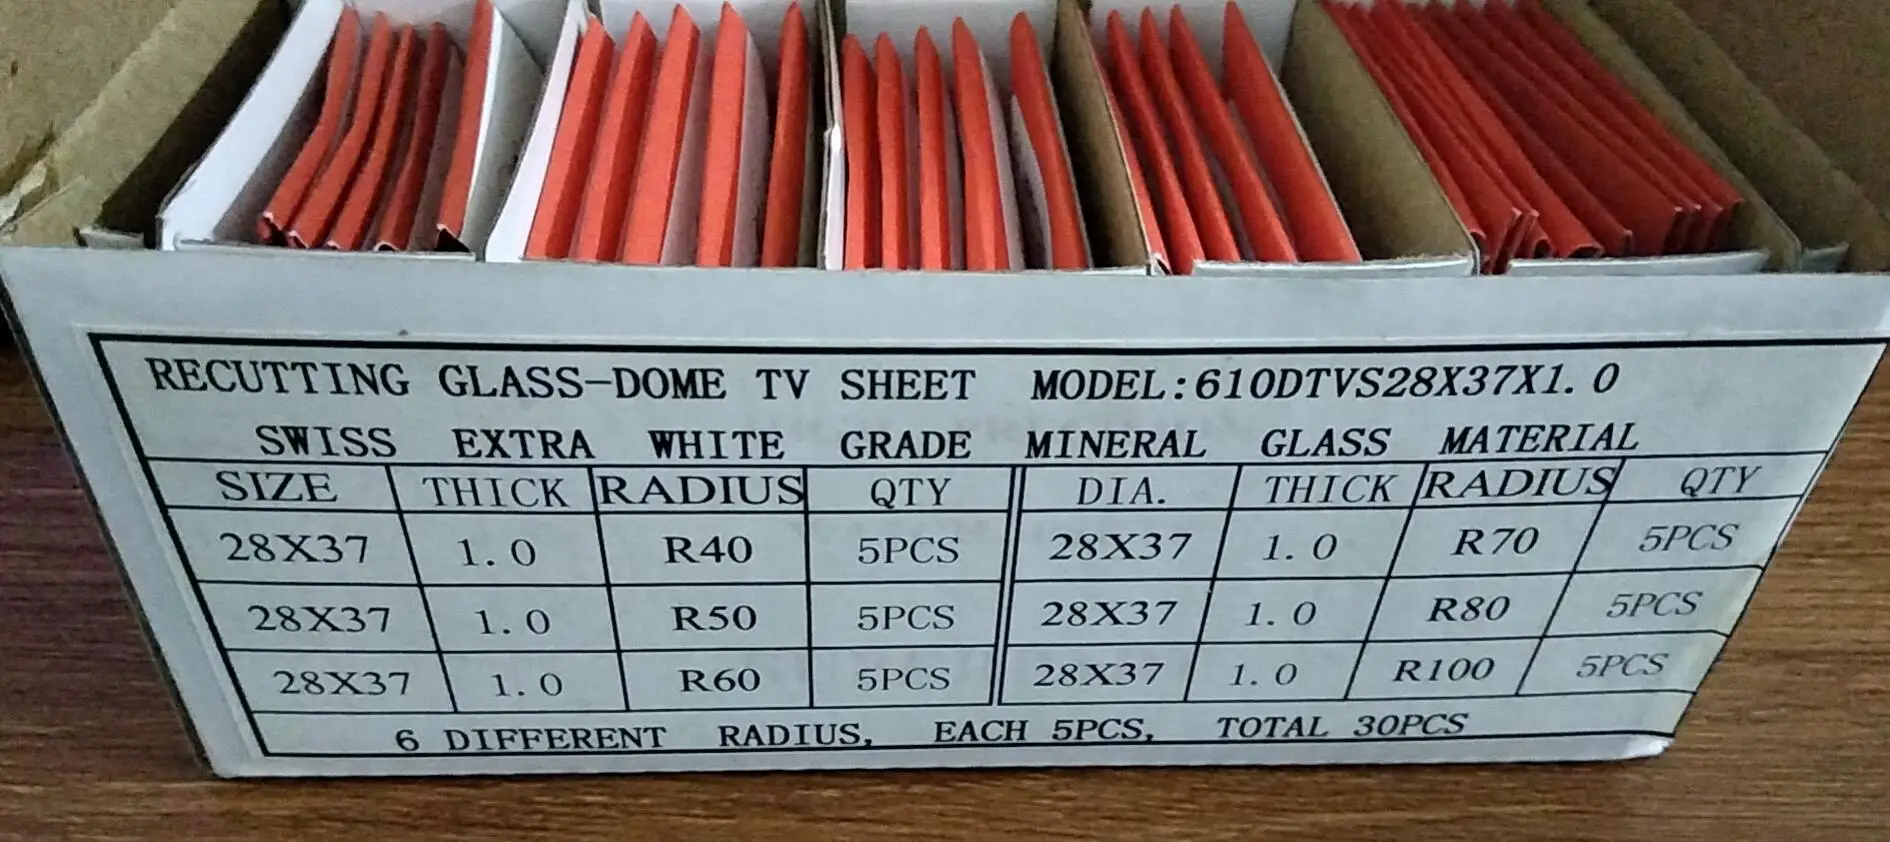 RECUTTING GLASS-DOME TV SHEET MODEL:610DTVS28X37X1.0
SWISS EXTRA WHITE GRADE MINERAL GLASS MATERIAL
SIZE THICK RADIUS QTY DIA. THICK RADIUS QTY
28X37 1.0 R40 5PCS 28X37 1.0 R70 5PCS
28X37 1.0 R50 5PCS 28X37 1.0 R80 5PCS
28X37 1.0 R60 5PCS 28X37 1.0 R100 5PCS
6 DIFFERENT RADIUS, EACH 5PCS, TOTAL 30PCS